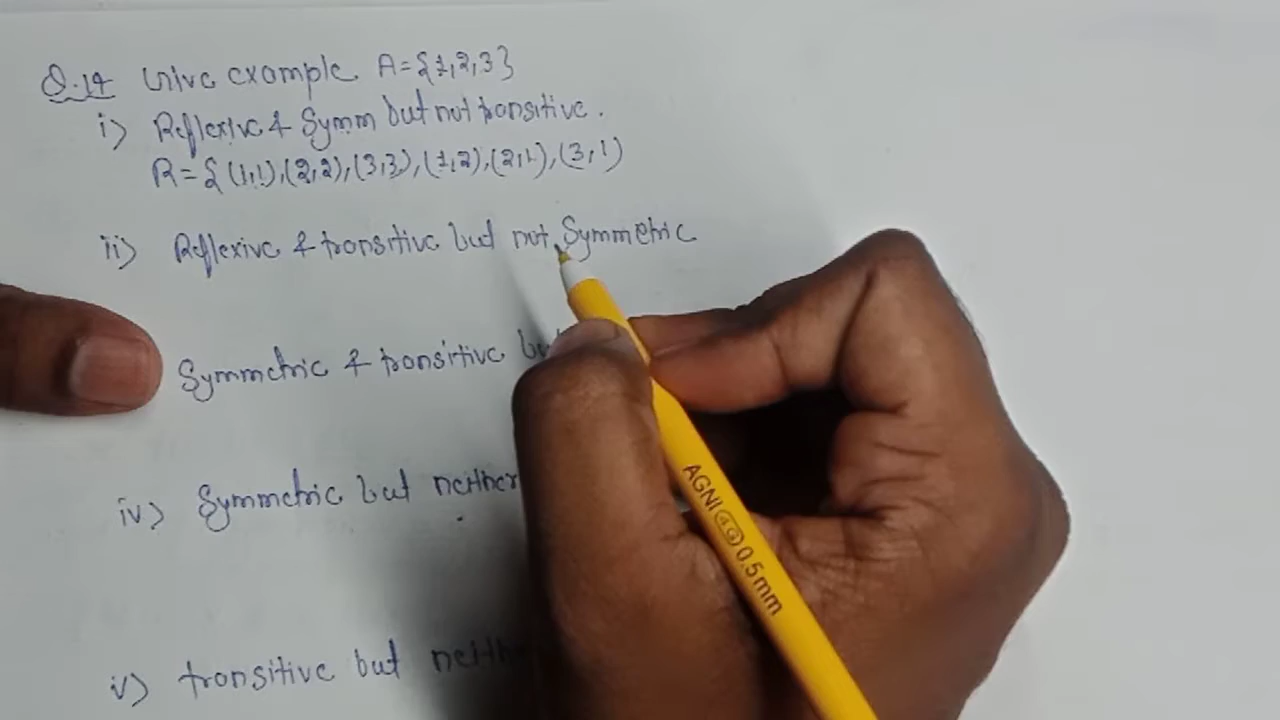 Q.14 Give example A={1,2,3}
i) Reflexive & Symm but not transitive.
R={(1,1),(2,2),(3,3),(1,2),(2,1),(3,1)
ii) Reflexive & transitive but not Symmetric
Symmetric & transitive
iv) Symmetric but neither
v) transitive but
AGNI 0.5mm